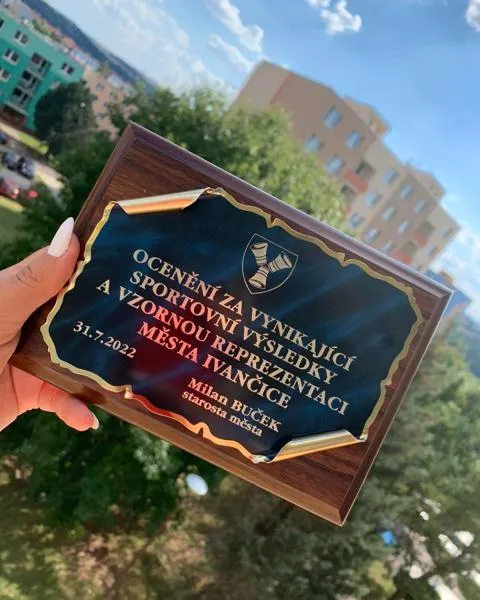 OCENĚNÍ ZA VYNIKAJÍCÍ
SPORTOVNÍ VÝSLEDKY
A VZORNOU REPREZENTACI
MĚSTA IVANČICE
31.7.2022
Milan BUČEK
starosta města